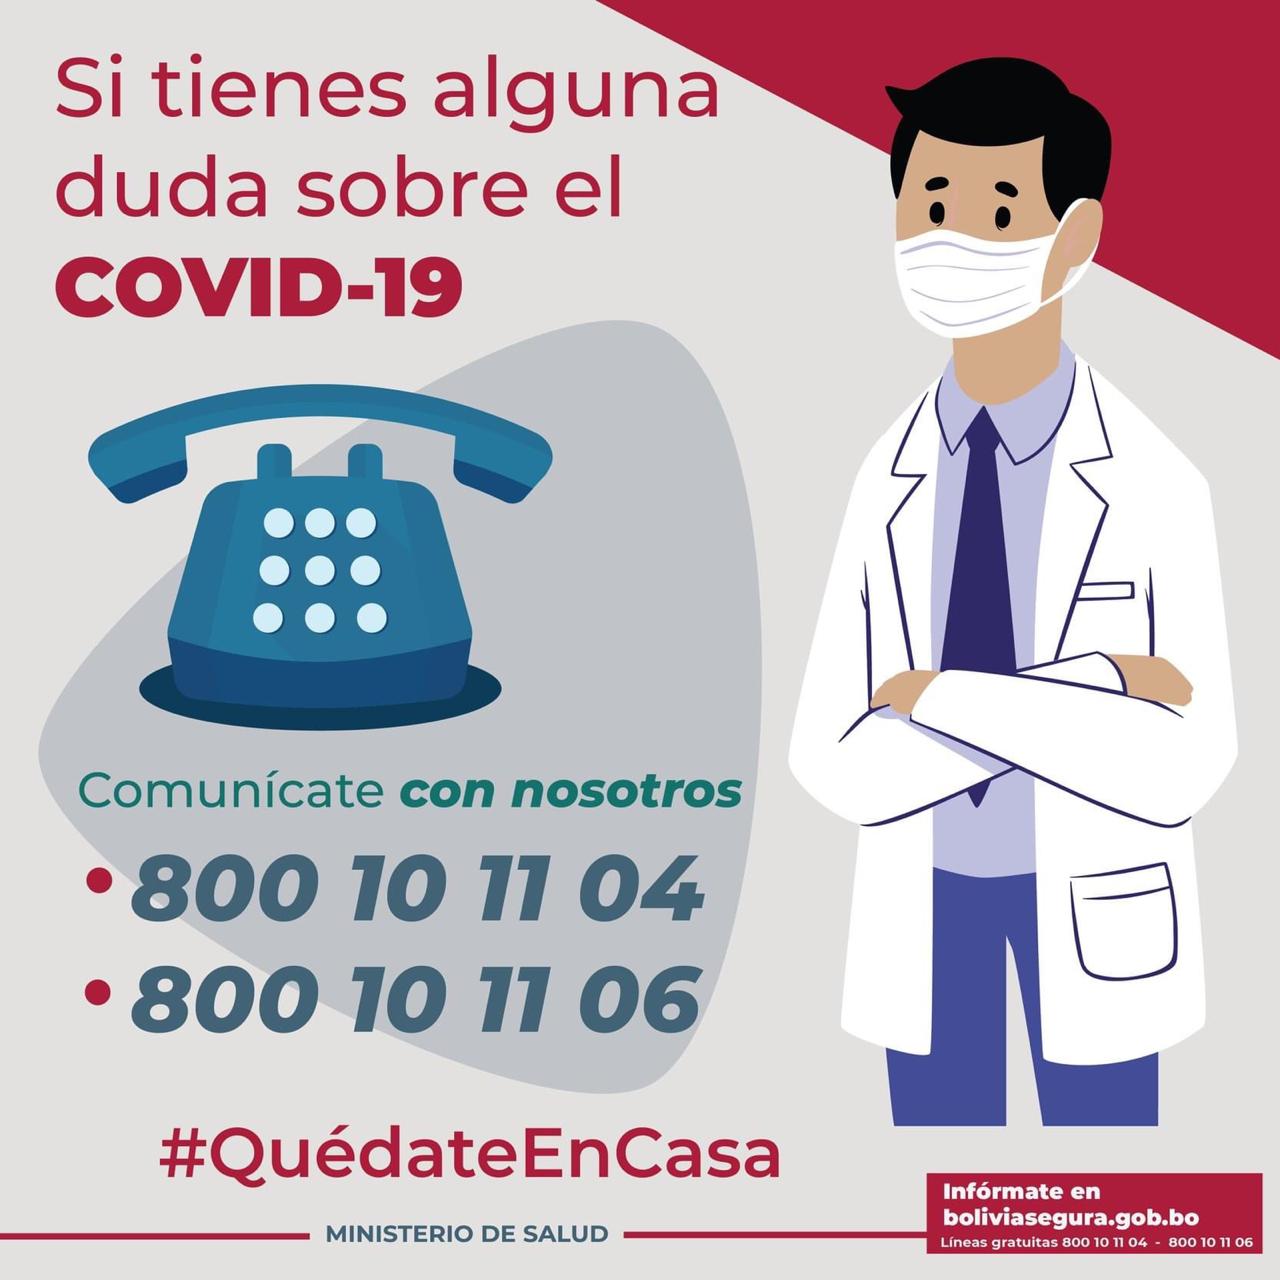 Si tienes alguna
duda sobre el
COVID-19
Comunícate con nosotros
• 800 10 11 04
• 800 10 11 06
#QuédateEnCasa
MINISTERIO DE SALUD
Infórmate en
boliviasegura.gob.bo
Líneas gratuitas 800 10 11 04 - 800 10 11 06